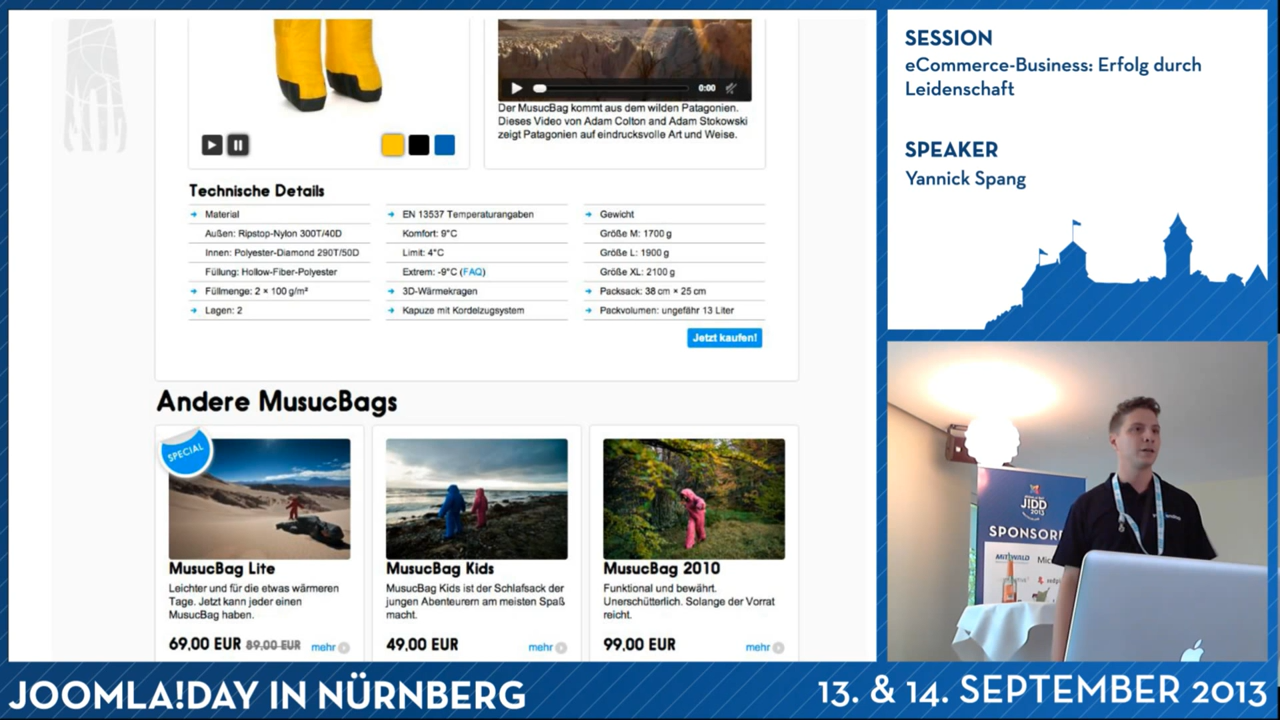 0:00
Der MusucBag kommt aus dem wilden Patagonien.
Dieses Video von Adam Colton and Adam Stokowski
zeigt Patagonien auf eindrucksvolle Art und Weise.
Technische Details
Material
Außen: Ripstop-Nylon 300T/40D
Innen: Polyester-Diamond 290T/50D
Füllung: Hollow-Fiber-Polyester
Füllmenge: 2 × 100 g/m²
Lagen: 2
EN 13537 Temperaturangaben
Komfort: 9°C
Limit: 4°C
Extrem: -9°C (FAQ)
3D-Wärmekragen
Kapuze mit Kordelzugsystem
Gewicht
Größe M: 1700 g
Größe L: 1900 g
Größe XL: 2100 g
Packsack: 38 cm × 25 cm
Packvolumen: ungefähr 13 Liter
Jetzt kaufen!
Andere MusucBags
SPECIAL
MusucBag Lite
Leichter und für die etwas wärmeren
Tage. Jetzt kann jeder einen
MusucBag haben.
69,00 EUR 89,00 EUR mehr
MusucBag Kids
MusucBag Kids ist der Schlafsack der
jungen Abenteurern am meisten Spaß
macht.
49,00 EUR mehr
MusucBag 2010
Funktional und bewährt.
Unerschütterlich. Solange der Vorrat
reicht.
99,00 EUR mehr
SESSION
eCommerce-Business: Erfolg durch
Leidenschaft
SPEAKER
Yannick Spang
JDD
2013
SPONSORE
MITTWALD
JOOMLA!DAY IN NÜRNBERG
13. & 14. SEPTEMBER 2013